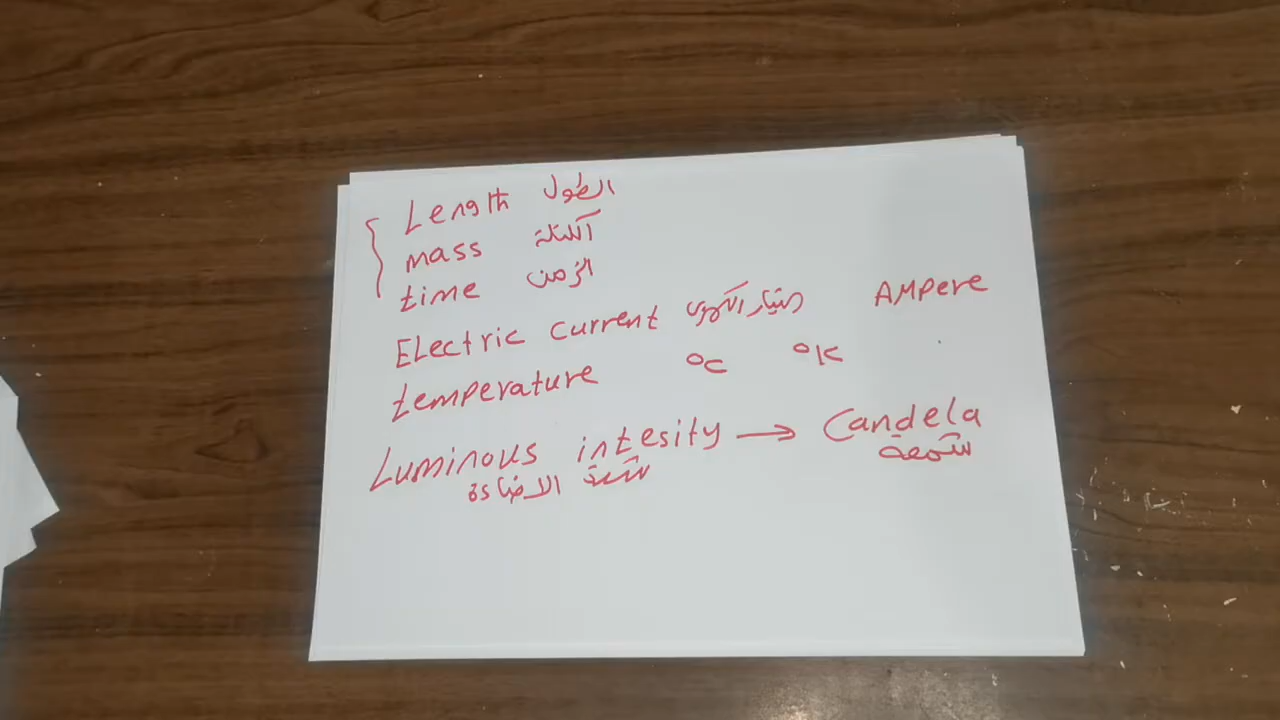 Length الطول
mass الكتلة
time الزمن
Electric current التيار الكهربي Ampere
temperature °C °K
Luminous intesity → Candela
شدة الاضاءة شمعة